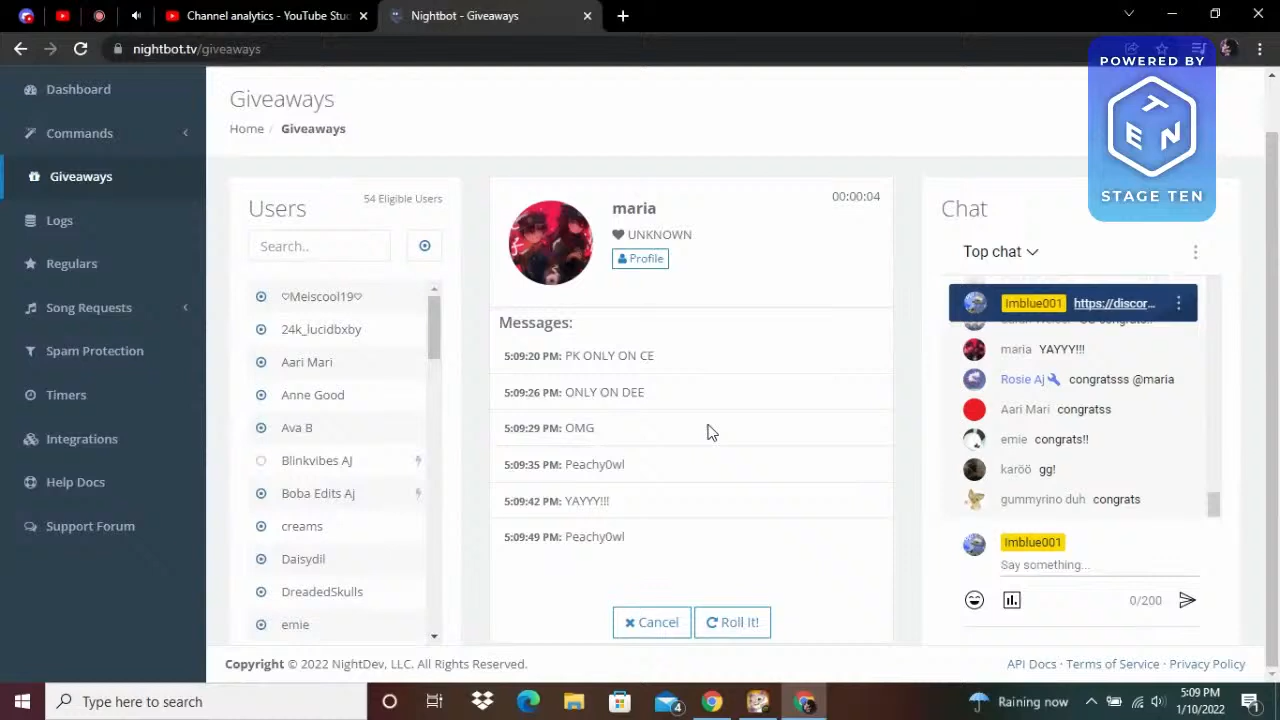 Channel analytics - YouTube Stu
Nightbot - Giveaways
nightbot.tv/giveaways
POWERED BY
TEN
STAGE TEN
Dashboard
Commands
Giveaways
Logs
Regulars
Song Requests
Spam Protection
Timers
Integrations
Help Docs
Support Forum
Giveaways
Home / Giveaways
Users
54 Eligible Users
Search..
♡Meiscool19♡
24k_lucidbxby
Aari Mari
Anne Good
Ava B
Blinkvibes AJ
Boba Edits Aj
creams
Daisydil
DreadedSkulls
emie
maria
00:00:04
UNKNOWN
Profile
Messages:
5:09:20 PM: PK ONLY ON CE
5:09:26 PM: ONLY ON DEE
5:09:29 PM: OMG
5:09:35 PM: Peachy0wl
5:09:42 PM: YAYYY!!!
5:09:49 PM: Peachy0wl
Cancel
Roll It!
Chat
Top chat
Imblue001 https://discor...
maria YAYYY!!!
Rosie Aj congratsss @maria
Aari Mari congratss
emie congrats!!
karöö gg!
gummyrino duh congrats
Imblue001
Say something...
0/200
Copyright © 2022 NightDev, LLC. All Rights Reserved.
API Docs · Terms of Service · Privacy Policy
Type here to search
4
Raining now
5:09 PM
1/10/2022
1